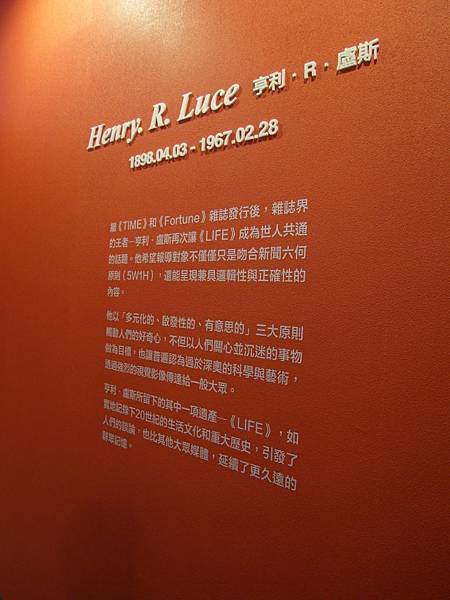 Henry. R. Luce 亨利‧R‧盧斯
1898.04.03 - 1967.02.28
繼《TIME》和《Fortune》雜誌發行後，雜誌界
的王者—亨利‧盧斯再次讓《LIFE》成為世人共通
的話題。他希望報導對象不僅僅只是吻合新聞六何
原則（5W1H），還能呈現兼具邏輯性與正確性的
內容。
他以「多元化的、啟發性的、有意思的」三大原則
觸動人們的好奇心，不但以人們關心並沉迷的事物
做為目標，也讓普遍認為過於深奧的科學與藝術，
透過強烈的視覺影像傳達給一般大眾。
亨利‧盧斯所留下的其中一項遺產—《LIFE》，如
實地記錄下20世紀的生活文化和重大歷史，引發了
人們的談論，也比其他大眾媒體，延續了更久遠的
餘韻記憶。